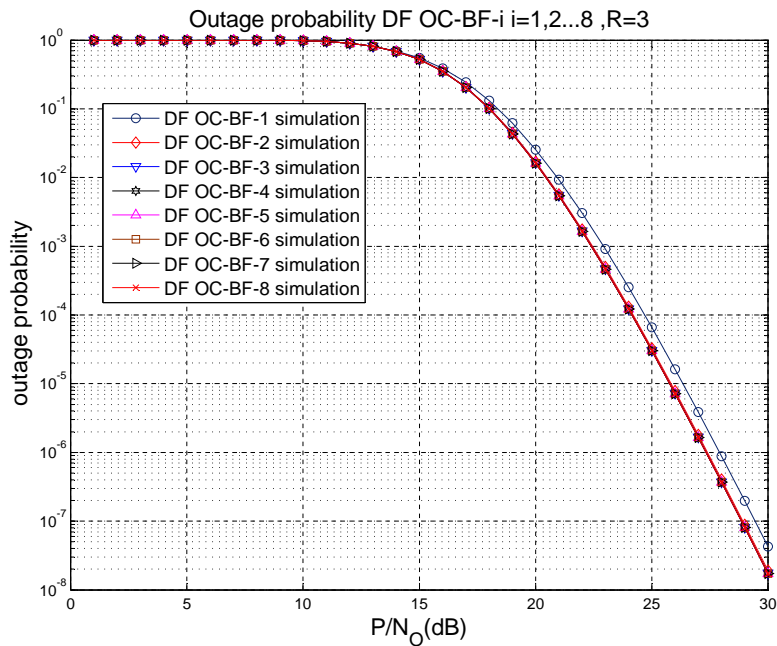 Outage probability DF OC-BF-i i=1,2...8 ,R=3
10^0
10^-1
10^-2
10^-3
10^-4
10^-5
10^-6
10^-7
10^-8
outage probability
DF OC-BF-1 simulation
DF OC-BF-2 simulation
DF OC-BF-3 simulation
DF OC-BF-4 simulation
DF OC-BF-5 simulation
DF OC-BF-6 simulation
DF OC-BF-7 simulation
DF OC-BF-8 simulation
0 5 10 15 20 25 30
P/N_O(dB)